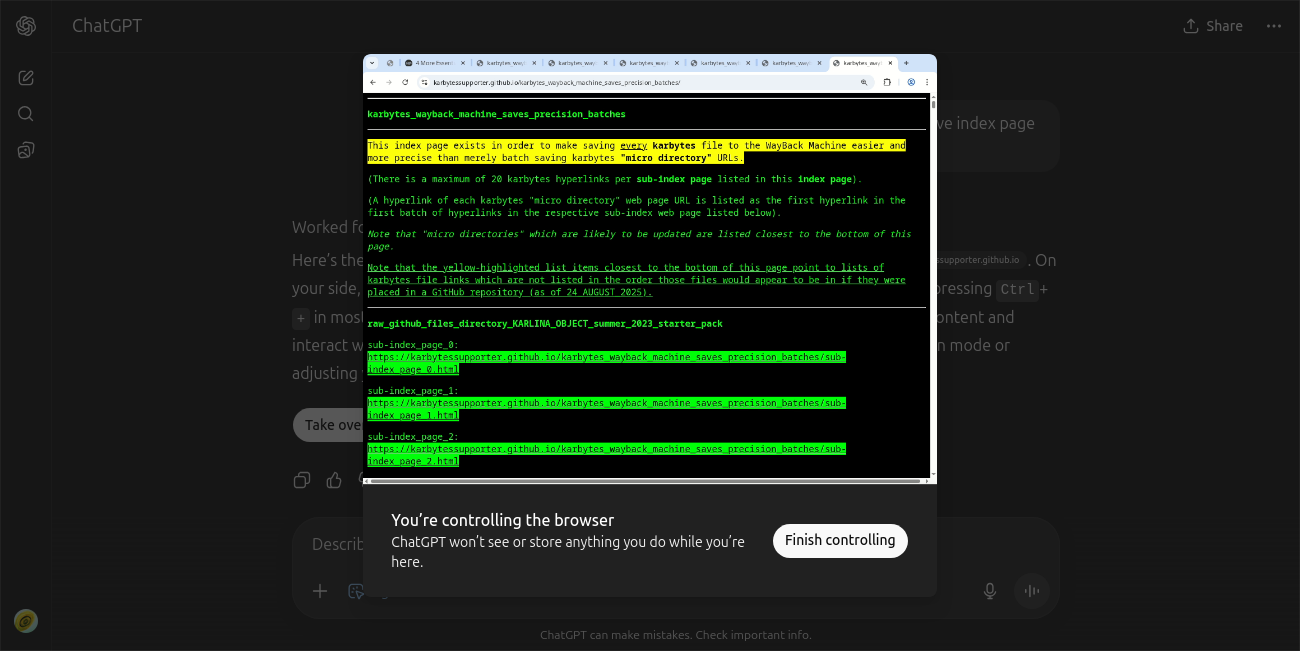 ChatGPT
Share
4 More Essent
karbytes_wayl
karbytes_wayl
karbytes_wayl
karbytes_wayl
karbytes_wayl
karbytes_wayl
karbytessupporter.github.io/karbytes_wayback_machine_saves_precision_batches/
karbytes_wayback_machine_saves_precision_batches
This index page exists in order to make saving every karbytes file to the WayBack Machine easier and
more precise than merely batch saving karbytes "micro directory" URLs.
(There is a maximum of 20 karbytes hyperlinks per sub-index page listed in this index page).
(A hyperlink of each karbytes "micro directory" web page URL is listed as the first hyperlink in the
first batch of hyperlinks in the respective sub-index web page listed below).
Note that "micro directories" which are likely to be updated are listed closest to the bottom of this
page.
Note that the yellow-highlighted list items closest to the bottom of this page point to lists of
karbytes file links which are not listed in the order those files would appear to be in if they were
placed in a GitHub repository (as of 24 AUGUST 2025).
raw_github_files_directory_KARLINA_OBJECT_summer_2023_starter_pack
sub-index_page_0:
https://karbytessupporter.github.io/karbytes_wayback_machine_saves_precision_batches/sub-
index_page_0.html
sub-index_page_1:
https://karbytessupporter.github.io/karbytes_wayback_machine_saves_precision_batches/sub-
index_page_1.html
sub-index_page_2:
https://karbytessupporter.github.io/karbytes_wayback_machine_saves_precision_batches/sub-
index_page_2.html
ve index page
Worked fo
Here's the
supporter.github.io . On
your side,
pressing Ctrl +
+ in most
ontent and
interact w
n mode or
adjusting
Take over
You're controlling the browser
ChatGPT won't see or store anything you do while you're
here.
Finish controlling
Describ
ChatGPT can make mistakes. Check important info.